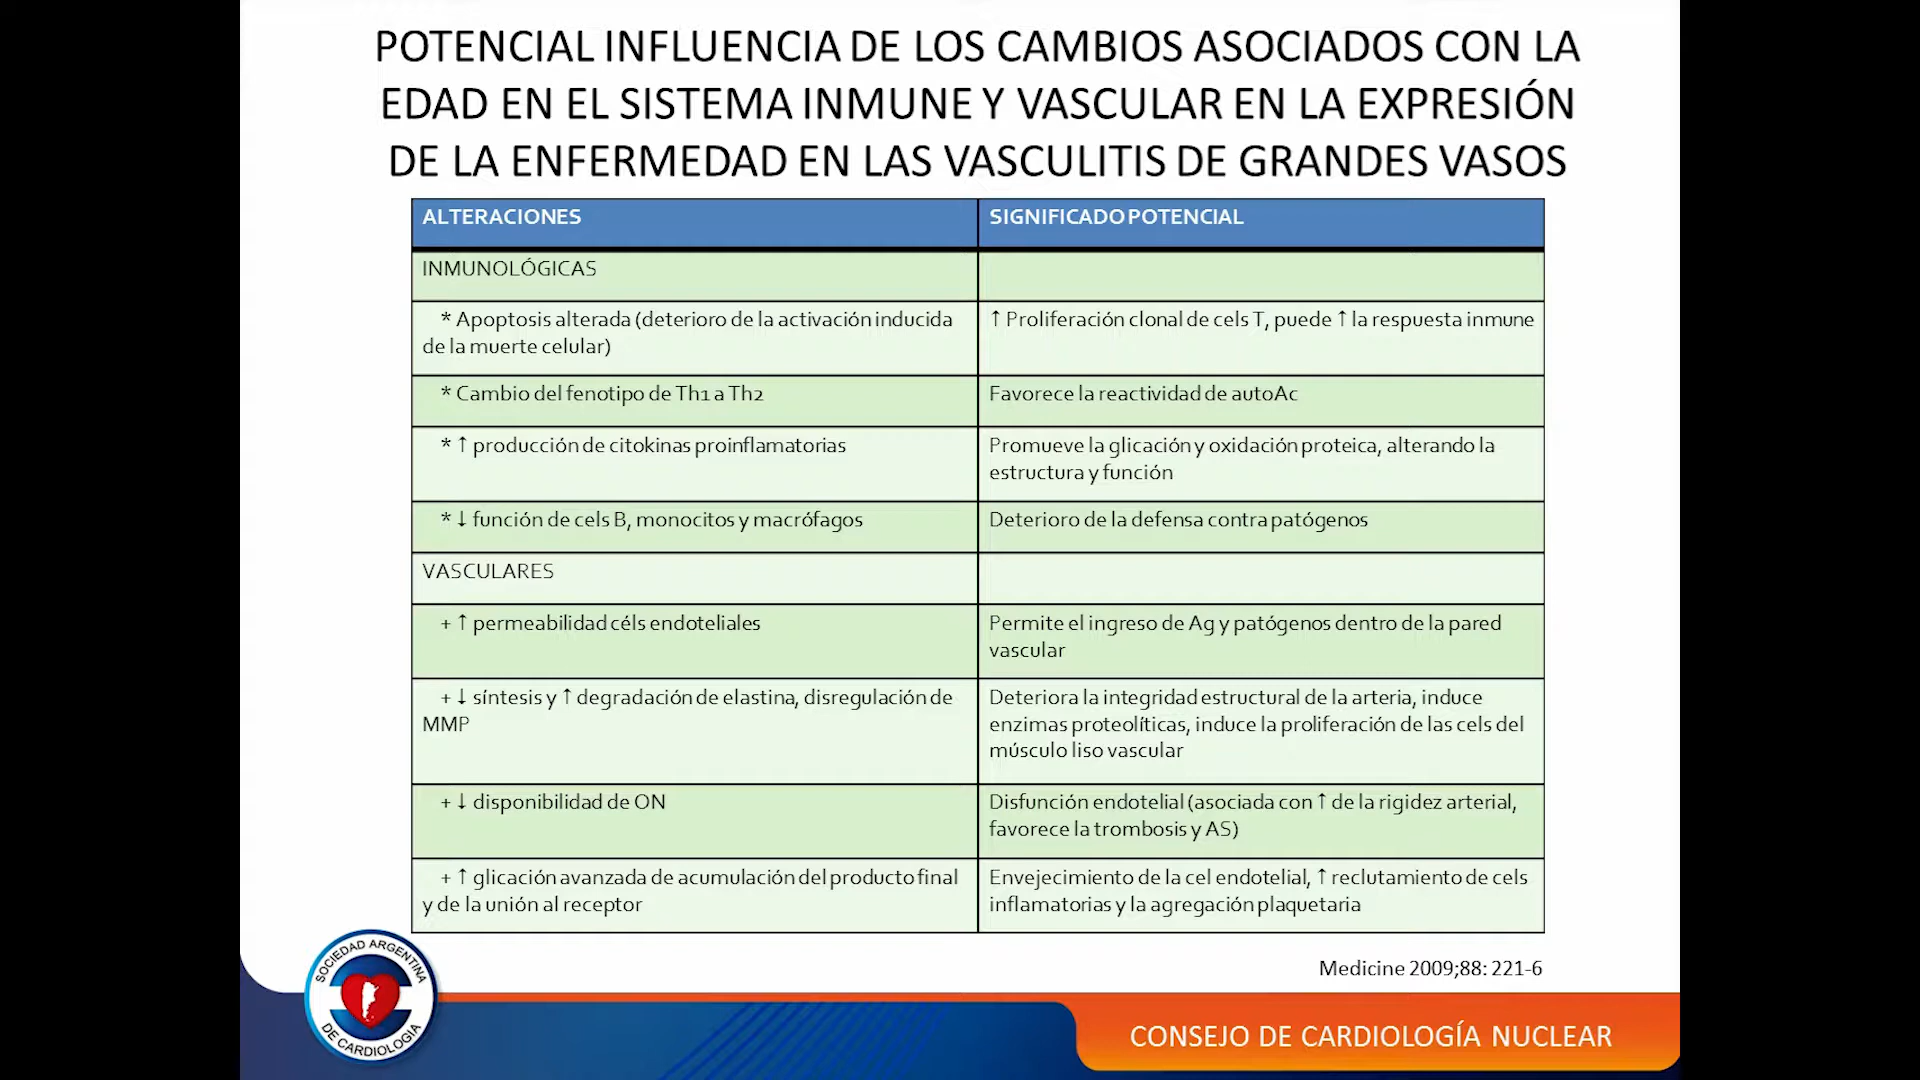 POTENCIAL INFLUENCIA DE LOS CAMBIOS ASOCIADOS CON LA
EDAD EN EL SISTEMA INMUNE Y VASCULAR EN LA EXPRESIÓN
DE LA ENFERMEDAD EN LAS VASCULITIS DE GRANDES VASOS
ALTERACIONES
SIGNIFICADO POTENCIAL
INMUNOLÓGICAS
* Apoptosis alterada (deterioro de la activación inducida
de la muerte celular)
↑ Proliferación clonal de cels T, puede ↑ la respuesta inmune
* Cambio del fenotipo de Th1 a Th2
Favorece la reactividad de autoAc
* ↑ producción de citokinas proinflamatorias
Promueve la glicación y oxidación proteica, alterando la
estructura y función
* ↓ función de cels B, monocitos y macrófagos
Deterioro de la defensa contra patógenos
VASCULARES
+ ↑ permeabilidad céls endoteliales
Permite el ingreso de Ag y patógenos dentro de la pared
vascular
+ ↓ síntesis y ↑ degradación de elastina, disregulación de
MMP
Deteriora la integridad estructural de la arteria, induce
enzimas proteolíticas, induce la proliferación de las cels del
músculo liso vascular
+ ↓ disponibilidad de ON
Disfunción endotelial (asociada con ↑ de la rigidez arterial,
favorece la trombosis y AS)
+ ↑ glicación avanzada de acumulación del producto final
y de la unión al receptor
Envejecimiento de la cel endotelial, ↑ reclutamiento de cels
inflamatorias y la agregación plaquetaria
Medicine 2009;88: 221-6
SOCIEDAD ARGENTINA
DE CARDIOLOGIA
CONSEJO DE CARDIOLOGÍA NUCLEAR